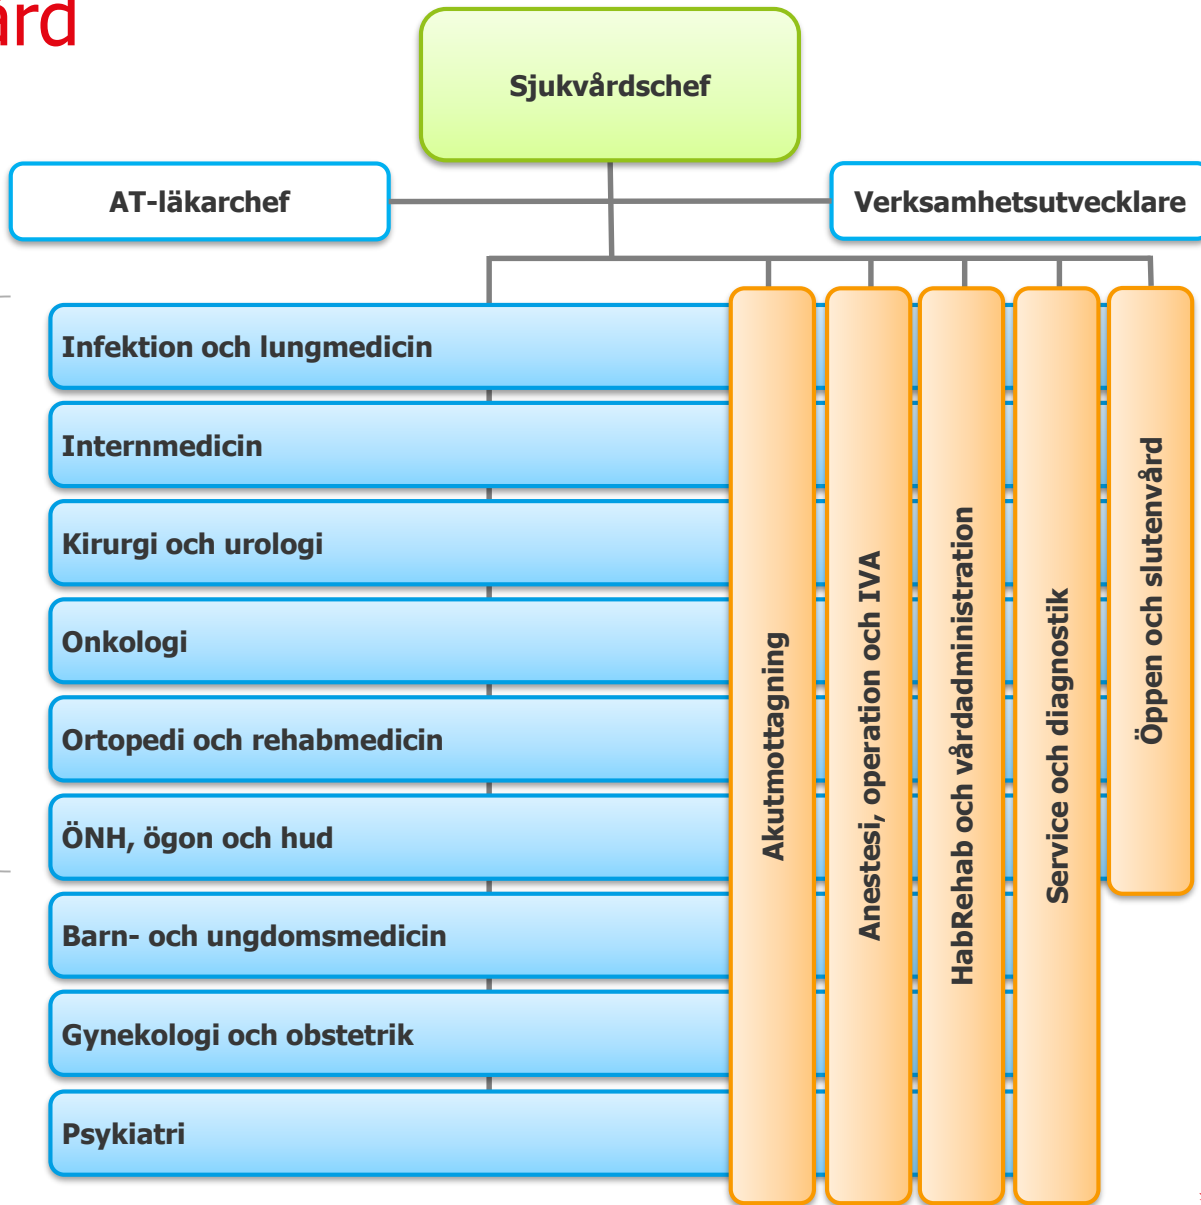 ård
Sjukvårdschef
AT-läkarchef
Verksamhetsutvecklare
Infektion och lungmedicin
Internmedicin
Kirurgi och urologi
Onkologi
Ortopedi och rehabmedicin
ÖNH, ögon och hud
Barn- och ungdomsmedicin
Gynekologi och obstetrik
Psykiatri
Akutmottagning
Anestesi, operation och IVA
HabRehab och vårdadministration
Service och diagnostik
Öppen och slutenvård